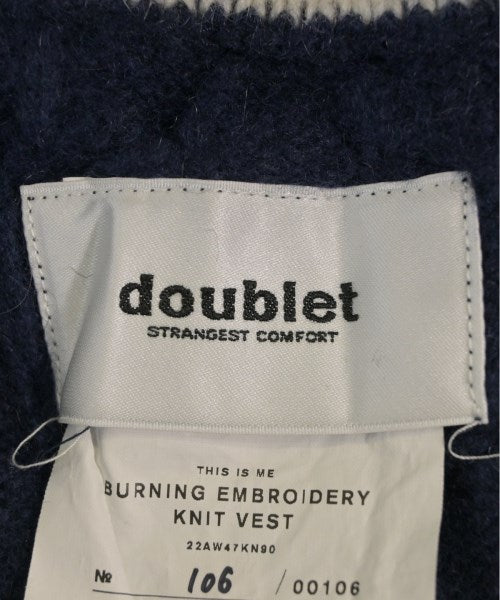 doublet
STRANGEST COMFORT
THIS IS ME
BURNING EMBROIDERY
KNIT VEST
22AW47KN90
№ 106 / 00106